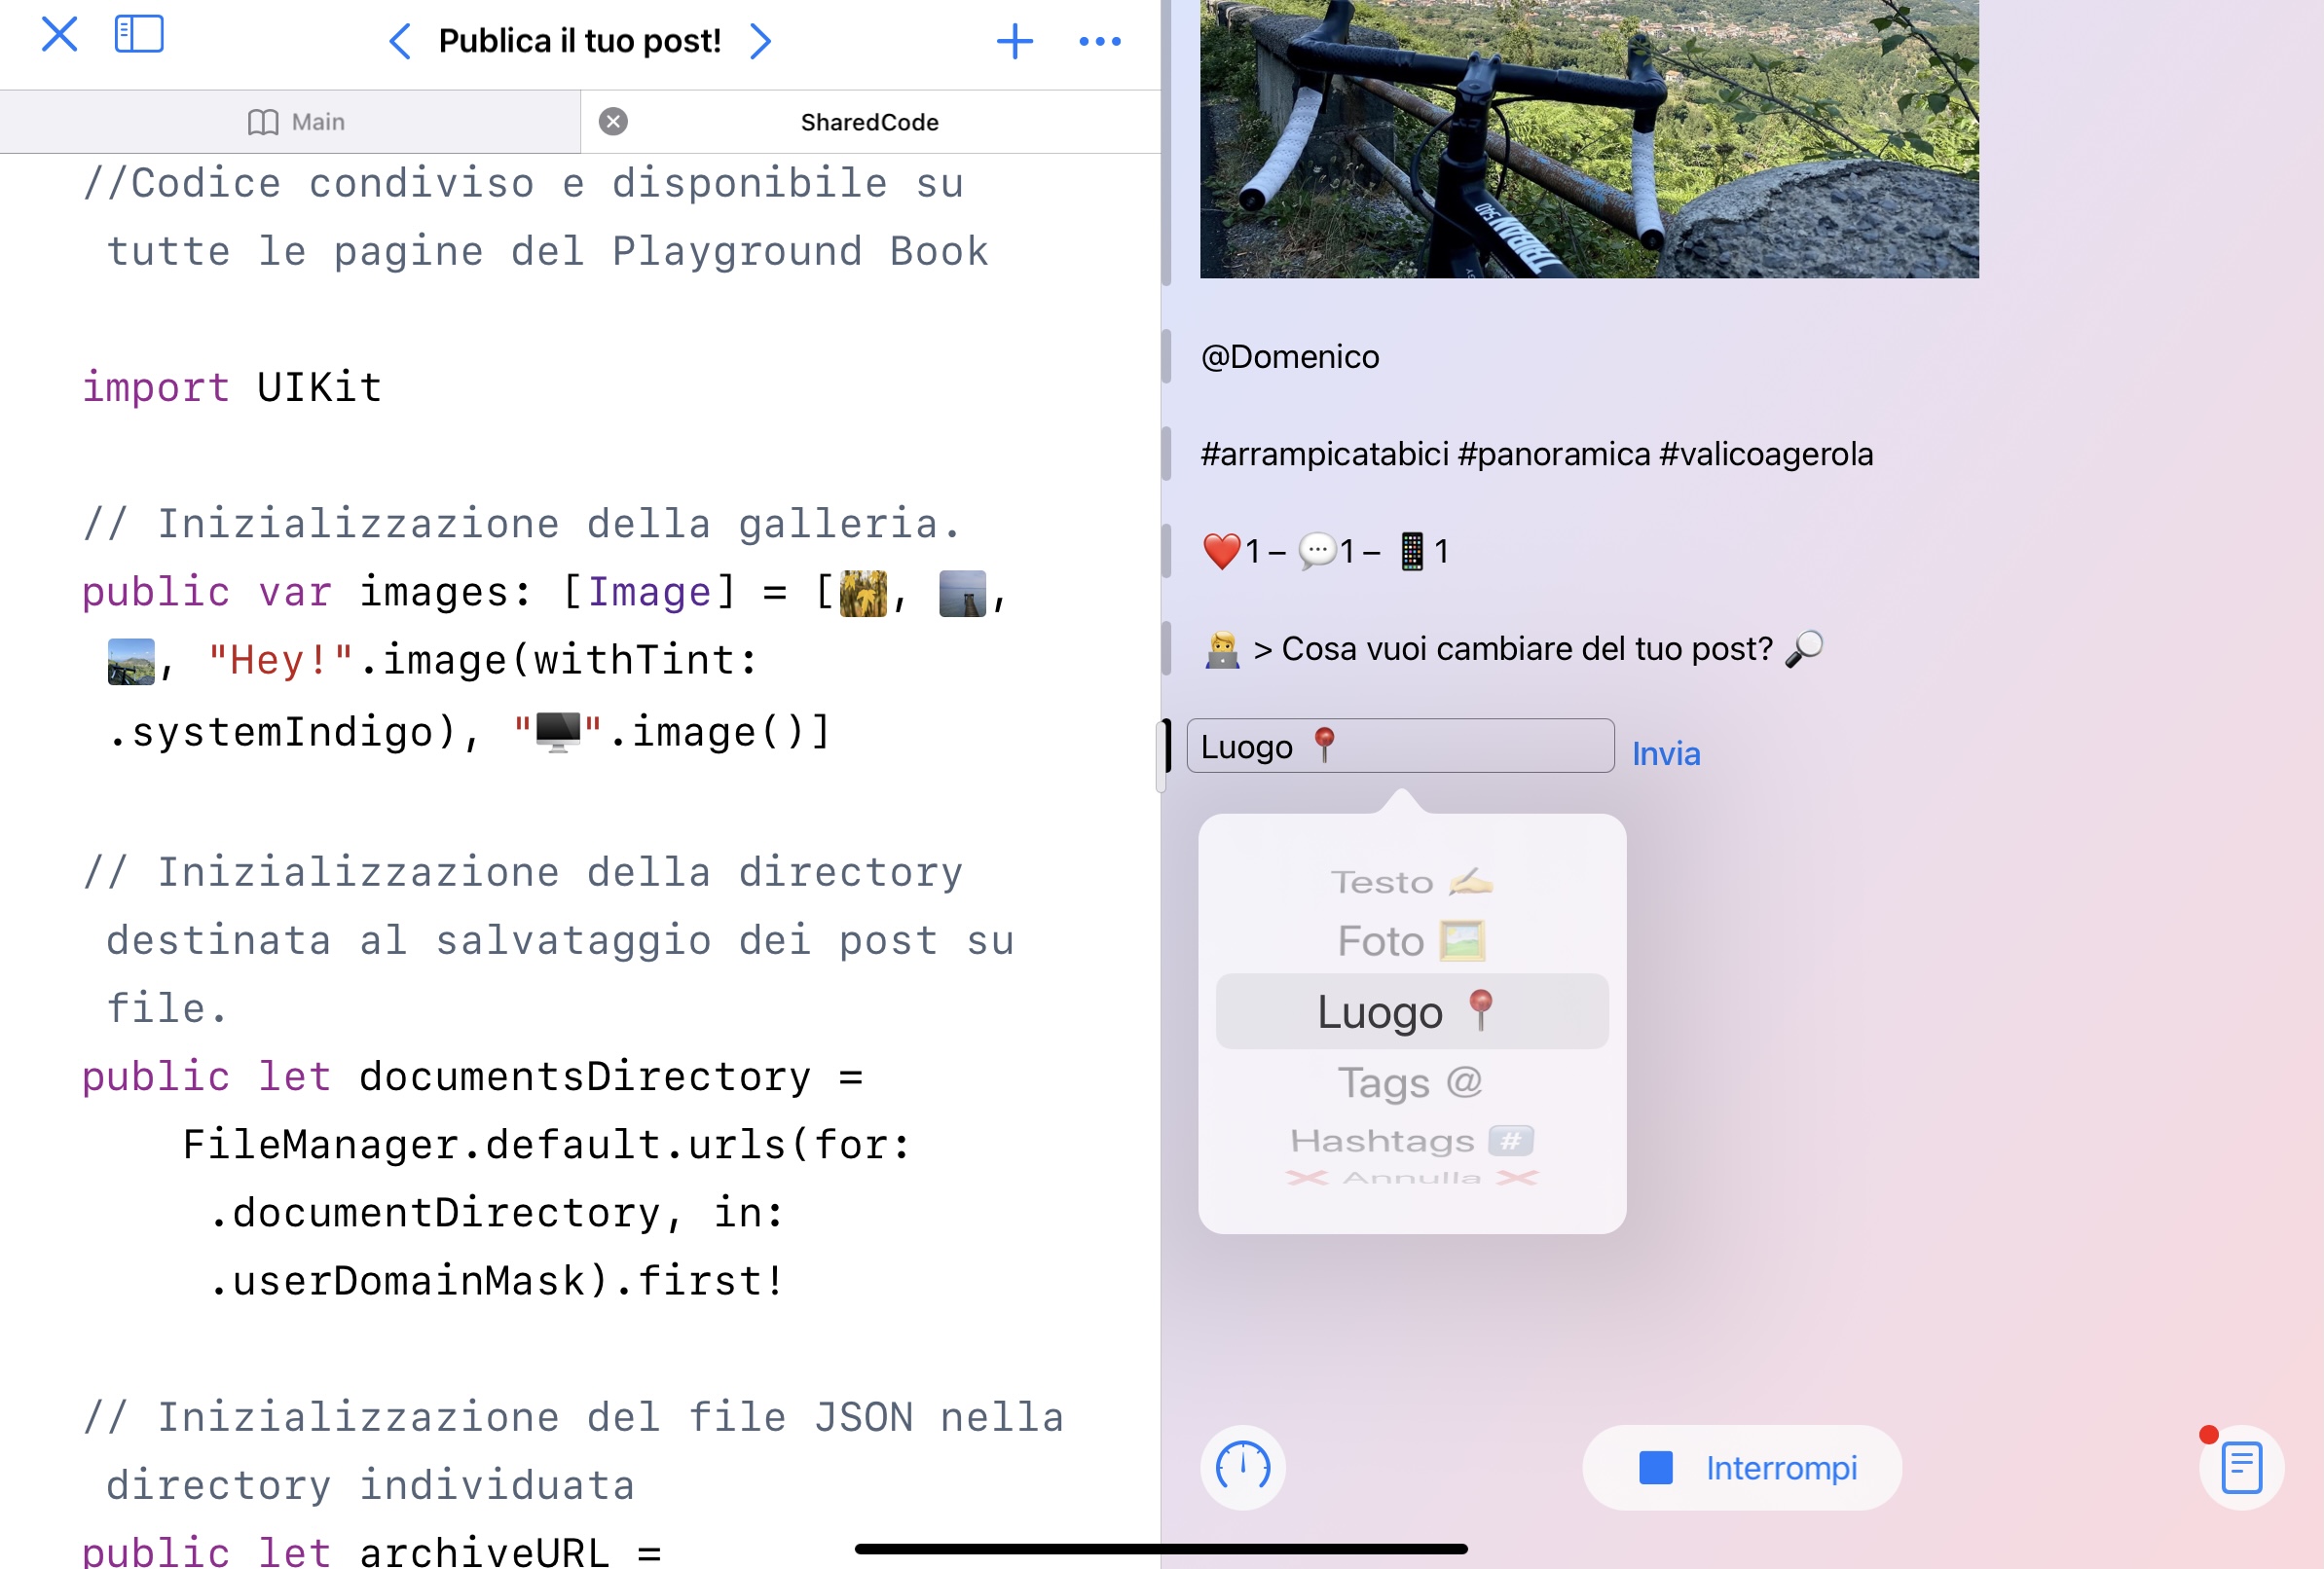 Publica il tuo post!
Main
SharedCode
//Codice condiviso e disponibile su
tutte le pagine del Playground Book
import UIKit
// Inizializzazione della galleria.
public var images: [Image] = [, ,
, "Hey!".image(withTint:
.systemIndigo), "🖥️".image()]
// Inizializzazione della directory
destinata al salvataggio dei post su
file.
public let documentsDirectory =
FileManager.default.urls(for:
.documentDirectory, in:
.userDomainMask).first!
// Inizializzazione del file JSON nella
directory individuata
public let archiveURL =
TRIBAN 540
@Domenico
#arrampicatabici #panoramica #valicoagerola
❤️1 – 💬1 – 📱1
🧑‍💻 > Cosa vuoi cambiare del tuo post? 🔎
Luogo 📍
Invia
Testo ✍️
Foto 🖼️
Luogo 📍
Tags @
Hashtags #️⃣
❌ Annulla ❌
Interrompi